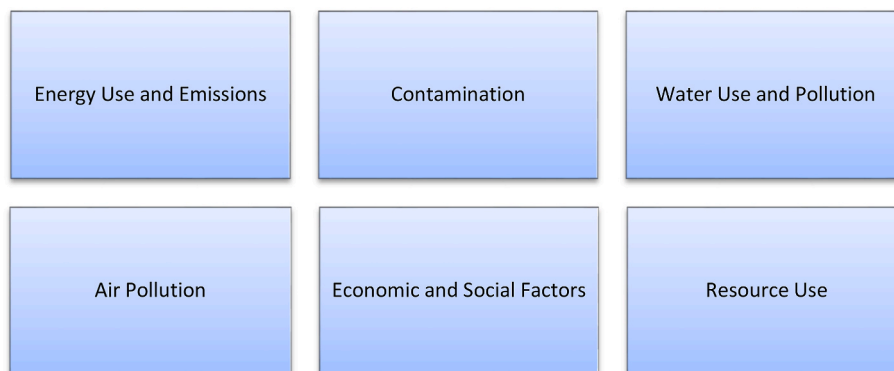 Energy Use and Emissions
Contamination
Water Use and Pollution
Air Pollution
Economic and Social Factors
Resource Use